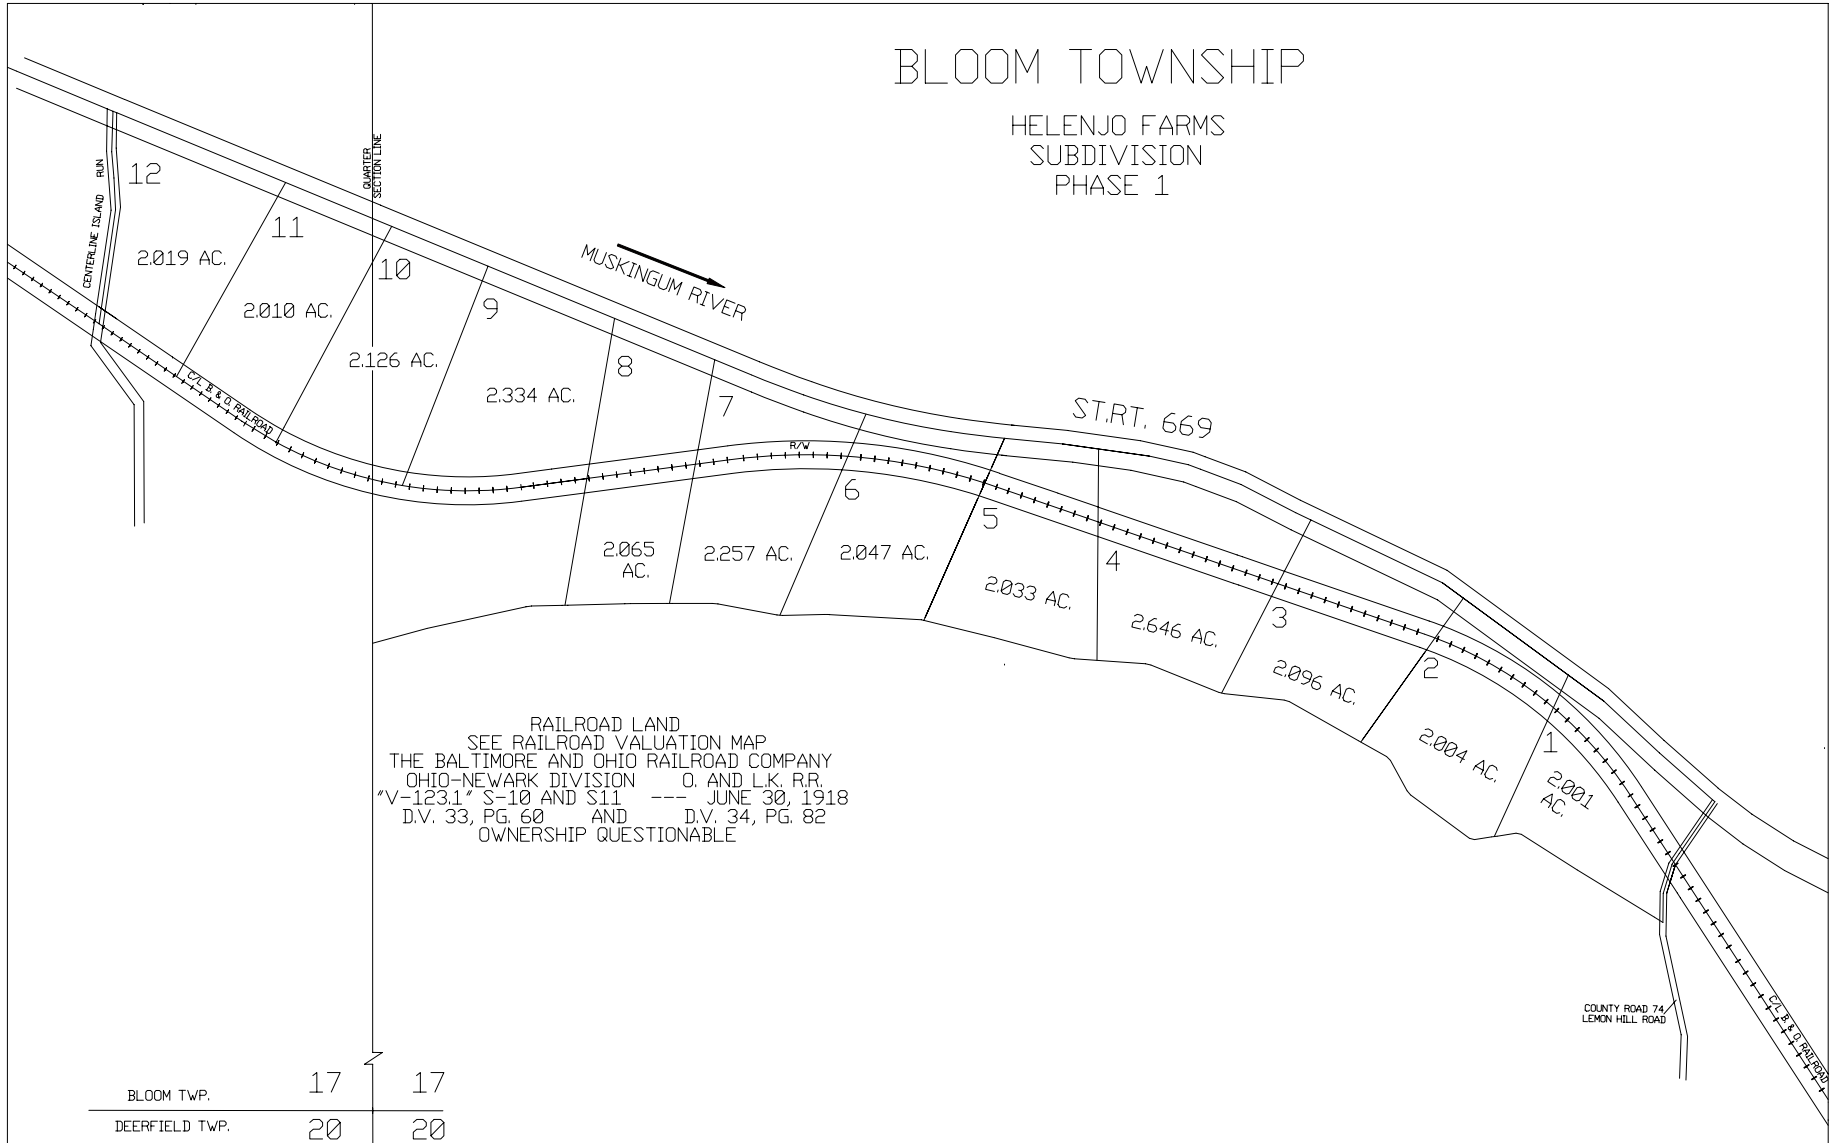 BLOOM TOWNSHIP
HELENJO FARMS
SUBDIVISION
PHASE 1
QUARTER
SECTION LINE
CENTERLINE ISLAND RUN
12
11
10
9
8
7
6
5
4
3
2
1
2.019 AC.
2.010 AC.
2.126 AC.
2.334 AC.
2.065
AC.
2.257 AC.
2.047 AC.
2.033 AC.
2.646 AC.
2.096 AC.
2.004 AC.
2.001
AC.
MUSKINGUM RIVER
ST.RT. 669
C/L B. & O. RAILROAD
R/W
RAILROAD LAND
SEE RAILROAD VALUATION MAP
THE BALTIMORE AND OHIO RAILROAD COMPANY
OHIO-NEWARK DIVISION O. AND L.K. R.R.
"V-123.1" S-10 AND S11 --- JUNE 30, 1918
D.V. 33, PG. 60 AND D.V. 34, PG. 82
OWNERSHIP QUESTIONABLE
COUNTY ROAD 74
LEMON HILL ROAD
C/L B. & O. RAILROAD
BLOOM TWP. 17 17
DEERFIELD TWP. 20 20